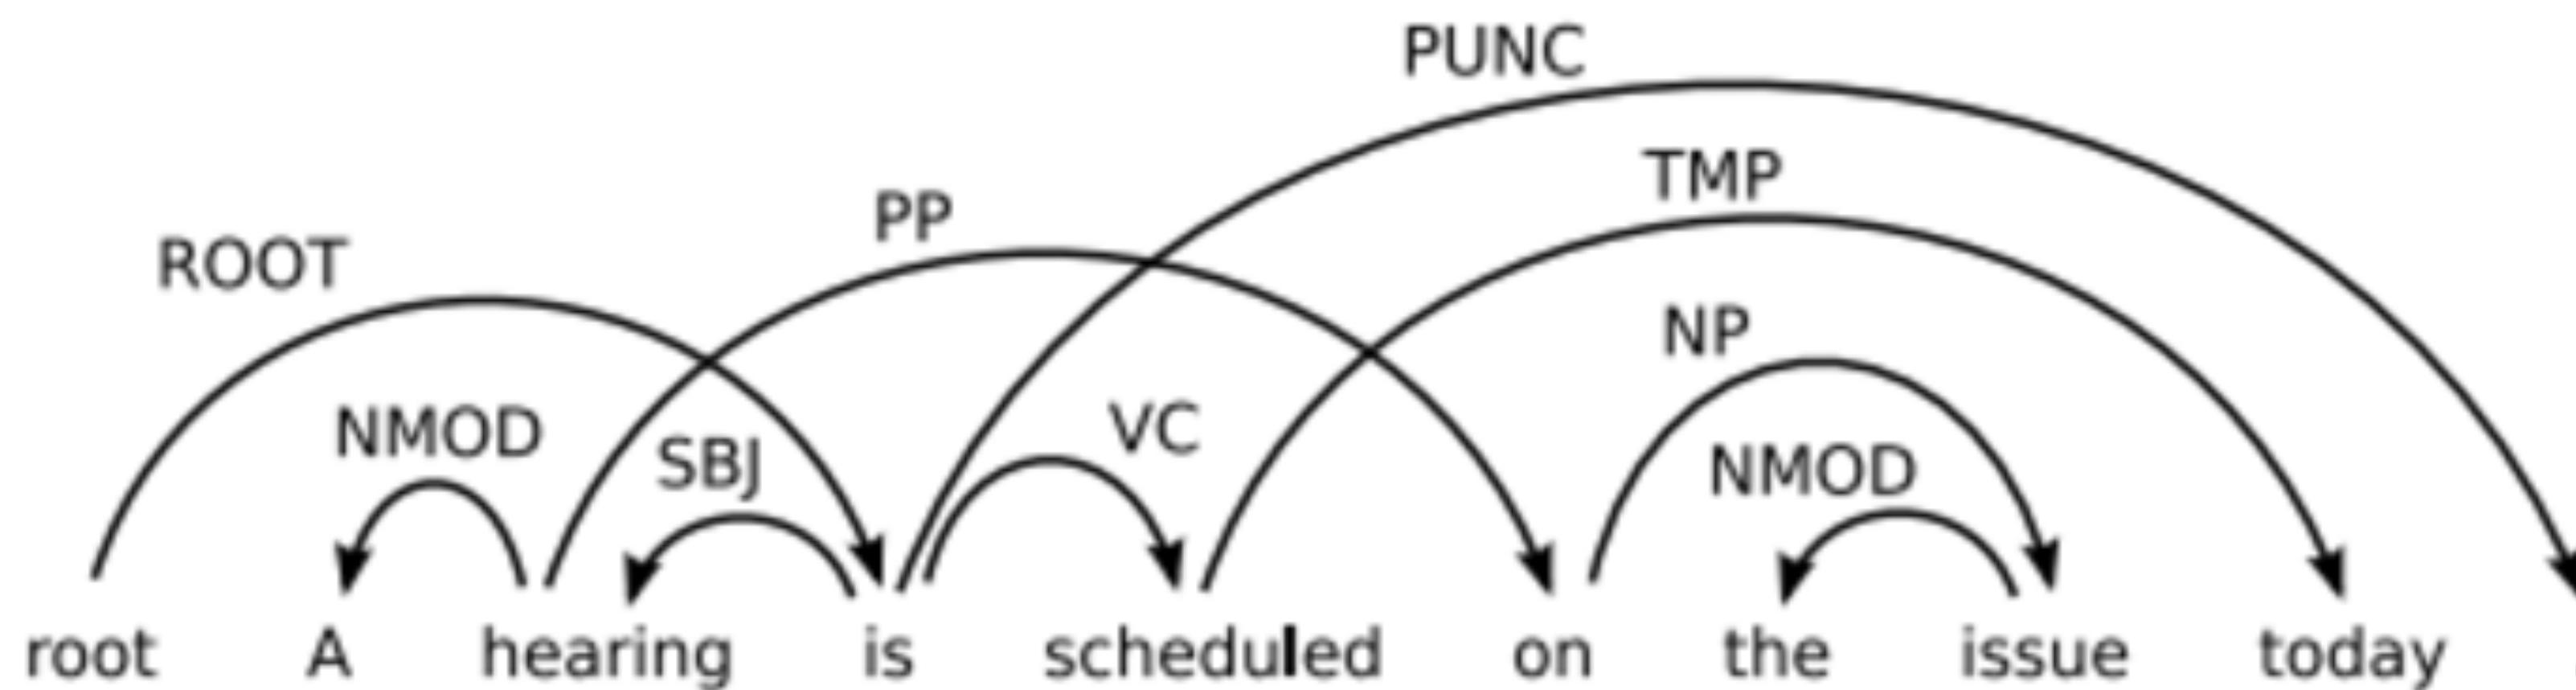 PUNC
TMP
PP
ROOT
NP
NMOD
SBJ
VC
NMOD
root A hearing is scheduled on the issue today